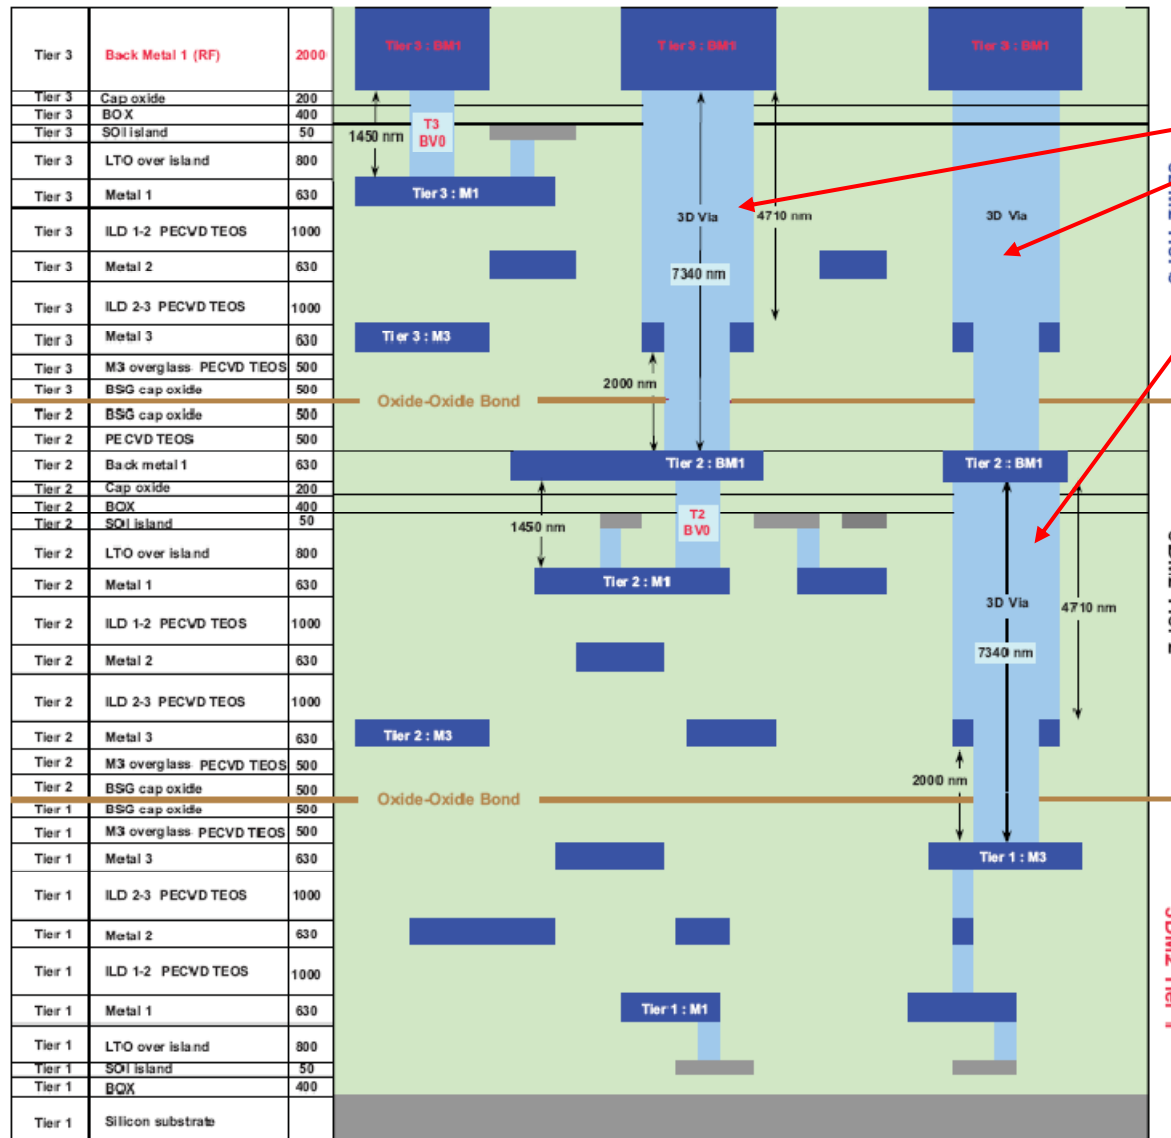 Tier 3 Back Metal 1 (RF) 2000
Tier 3 Cap oxide 200
Tier 3 BOX 400
Tier 3 SOI island 50
Tier 3 LTO over island 800
Tier 3 Metal 1 630
Tier 3 ILD 1-2 PECVD TEOS 1000
Tier 3 Metal 2 630
Tier 3 ILD 2-3 PECVD TEOS 1000
Tier 3 Metal 3 630
Tier 3 M3 overglass PECVD TEOS 500
Tier 3 BSG cap oxide 500
Tier 2 BSG cap oxide 500
Tier 2 PECVD TEOS 500
Tier 2 Back metal 1 630
Tier 2 Cap oxide 200
Tier 2 BOX 400
Tier 2 SOI island 50
Tier 2 LTO over island 800
Tier 2 Metal 1 630
Tier 2 ILD 1-2 PECVD TEOS 1000
Tier 2 Metal 2 630
Tier 2 ILD 2-3 PECVD TEOS 1000
Tier 2 Metal 3 630
Tier 2 M3 overglass PECVD TEOS 500
Tier 2 BSG cap oxide 500
Tier 1 BSG cap oxide 500
Tier 1 M3 overglass PECVD TEOS 500
Tier 1 Metal 3 630
Tier 1 ILD 2-3 PECVD TEOS 1000
Tier 1 Metal 2 630
Tier 1 ILD 1-2 PECVD TEOS 1000
Tier 1 Metal 1 630
Tier 1 LTO over island 800
Tier 1 SOI island 50
Tier 1 BOX 400
Tier 1 Silicon substrate
Tier 3 : BM1 Tier 3 : BM1 Tier 3 : BM1
1450 nm
T3
BV0
Tier 3 : M1
3D Via 4710 nm 3D Via
7340 nm
Tier 3 : M3
2000 nm
Oxide-Oxide Bond
Tier 2 : BM1 Tier 2 : BM1
1450 nm
T2
BV0
Tier 2 : M1
3D Via 4710 nm
7340 nm
Tier 2 : M3
2000 nm
Oxide-Oxide Bond
Tier 1 : M3
Tier 1 : M1